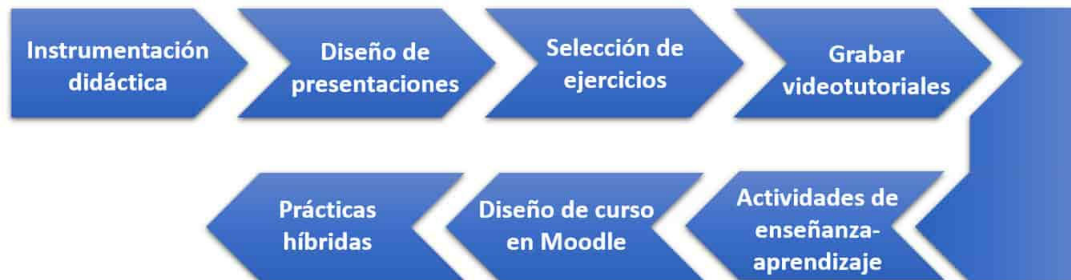 Instrumentación
didáctica
Diseño de
presentaciones
Selección de
ejercicios
Grabar
videotutoriales
Actividades de
enseñanza-
aprendizaje
Diseño de curso
en Moodle
Prácticas
híbridas